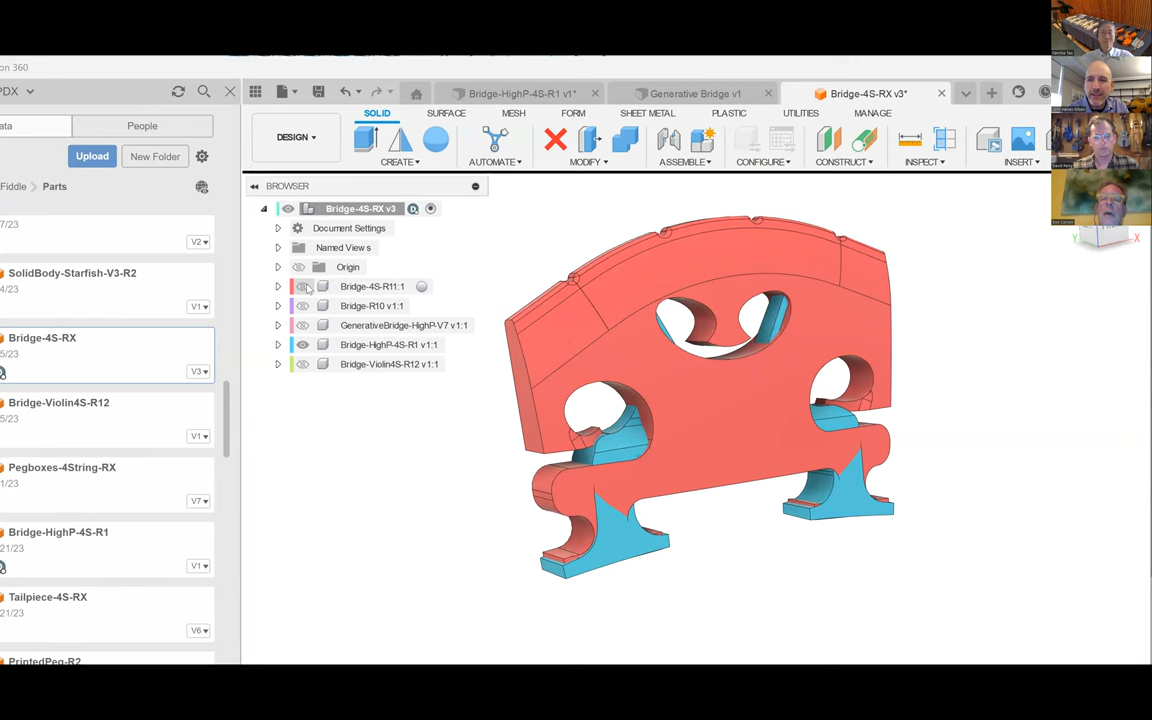 on 360
PDX
Bridge-HighP-4S-R1 v1*
Generative Bridge v1
Bridge-4S-RX v3*
ata
People
SOLID
SURFACE
MESH
FORM
SHEET METAL
PLASTIC
UTILITIES
MANAGE
DESIGN
Upload
New Folder
CREATE
AUTOMATE
MODIFY
ASSEMBLE
CONFIGURE
CONSTRUCT
INSPECT
INSERT
Fiddle
Parts
BROWSER
Bridge-4S-RX v3
Document Settings
Named Views
Origin
Bridge-4S-R11:1
Bridge-R10 v1:1
GenerativeBridge-HighP-V7 v1:1
Bridge-HighP-4S-R1 v1:1
Bridge-Violin4S-R12 v1:1
7/23
V2
SolidBody-Starfish-V3-R2
4/23
V1
Bridge-4S-RX
5/23
V3
Bridge-Violin4S-R12
5/23
V1
Pegboxes-4String-RX
1/23
V7
Bridge-HighP-4S-R1
21/23
V1
Tailpiece-4S-RX
21/23
V6
PrintedPeg-R2
X
Y
David Perry